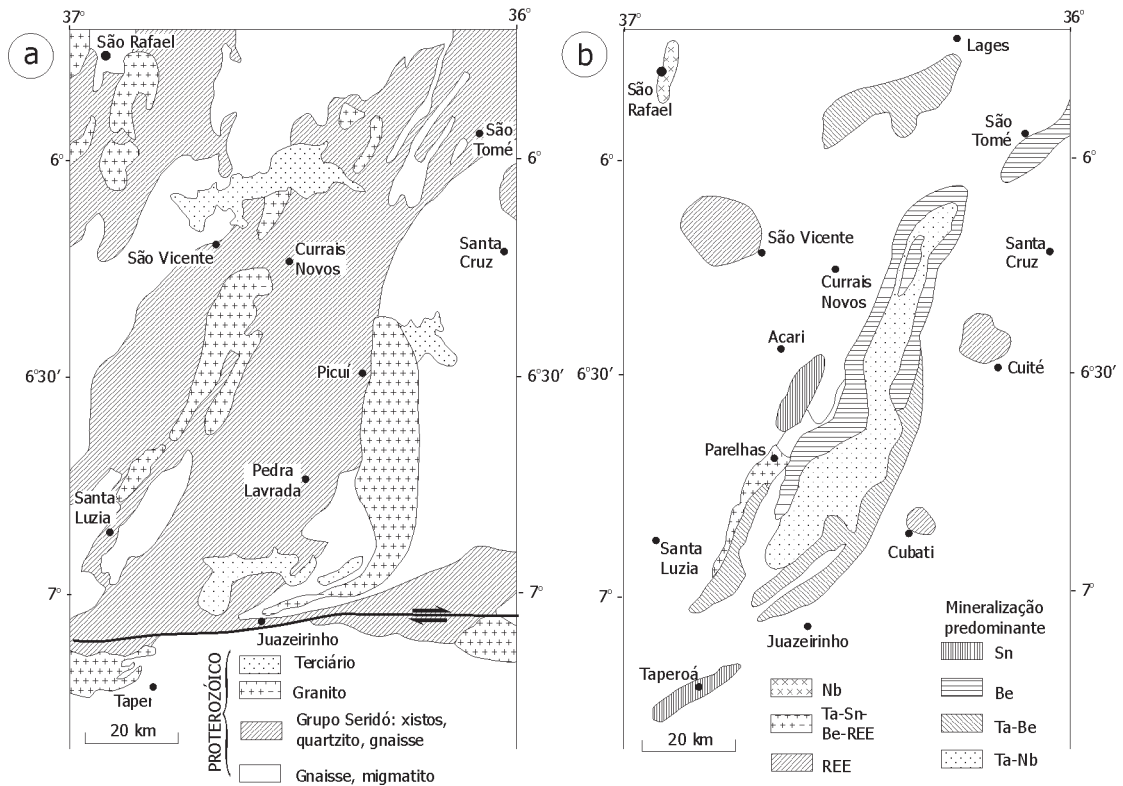 37°
36°
a
São Rafael
São
Tomé
6°
6°
São Vicente
Currais
Novos
Santa
Cruz
Picuí
6°30'
6°30'
Pedra
Lavrada
Santa
Luzia
7°
7°
Juazeirinho
Taper
20 km
PROTEROZÓICO
Terciário
Granito
Grupo Seridó: xistos,
quartzito, gnaisse
Gnaisse, migmatito
37°
36°
b
São
Rafael
Lages
São
Tomé
6°
6°
São Vicente
Santa
Cruz
Currais
Novos
Acari
6°30'
6°30'
Cuité
Parelhas
Santa
Luzia
Cubati
7°
7°
Juazeirinho
Taperoá
20 km
Mineralização
predominante
Nb
Ta-Sn-
Be-REE
REE
Sn
Be
Ta-Be
Ta-Nb